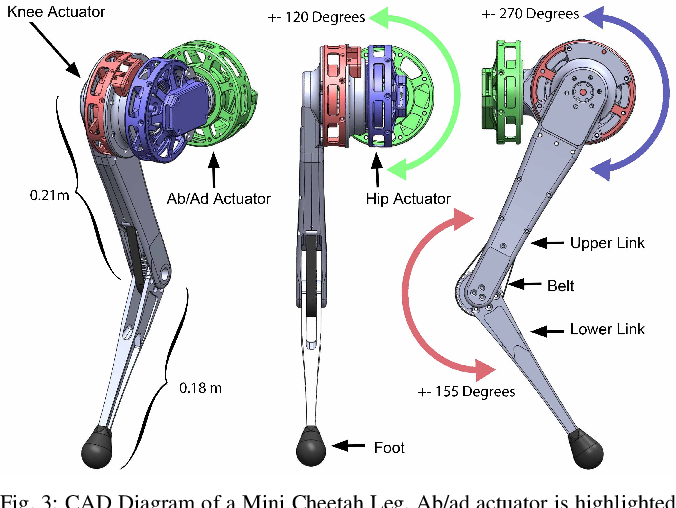 Knee Actuator
+- 120 Degrees
+- 270 Degrees
0.21m
Ab/Ad Actuator
Hip Actuator
Upper Link
Belt
Lower Link
0.18 m
+- 155 Degrees
Foot
Fig. 3: CAD Diagram of a Mini Cheetah Leg. Ab/ad actuator is highlighted